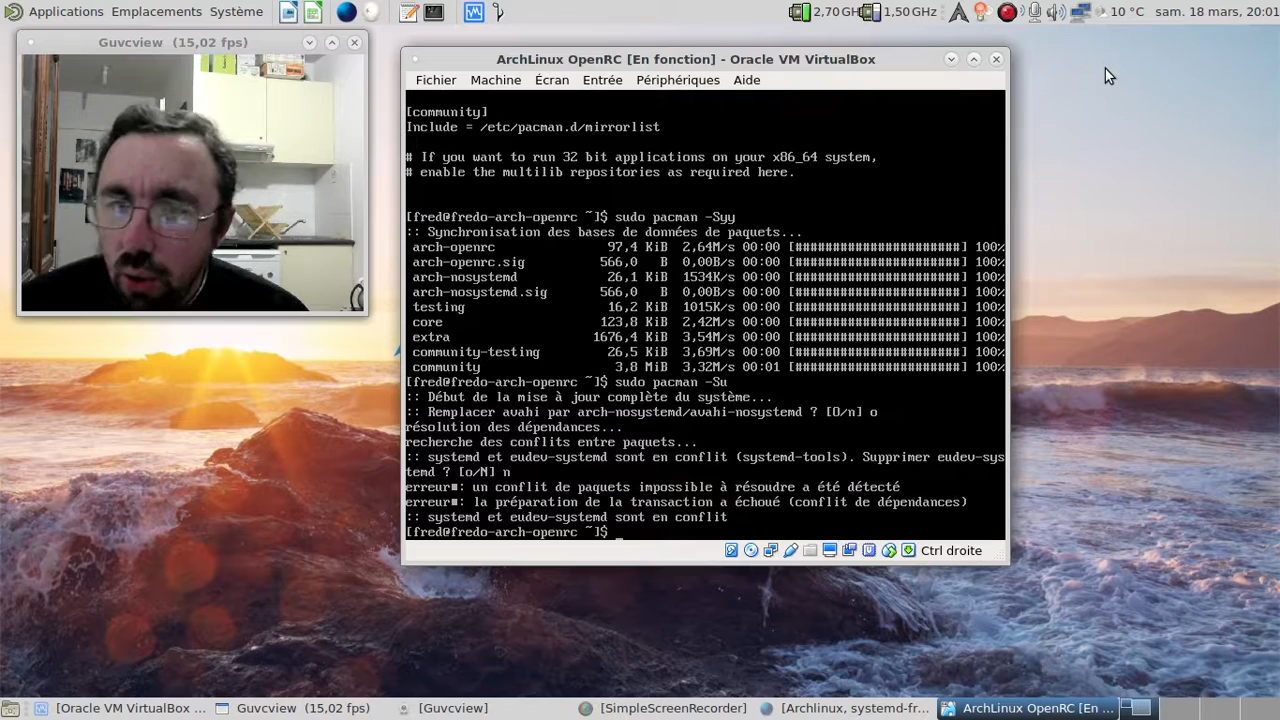 Applications Emplacements Système
2,70 GH 1,50 GHz 10 °C sam. 18 mars, 20:01
Guvcview (15,02 fps)
ArchLinux OpenRC [En fonction] - Oracle VM VirtualBox
Fichier Machine Écran Entrée Périphériques Aide
[community]
Include = /etc/pacman.d/mirrorlist
# If you want to run 32 bit applications on your x86_64 system,
# enable the multilib repositories as required here.
[fred@fredo-arch-openrc ~]$ sudo pacman -Syy
:: Synchronisation des bases de données de paquets...
arch-openrc 97,4 KiB 2,64M/s 00:00 [######################] 100%
arch-openrc.sig 566,0 B 0,00B/s 00:00 [######################] 100%
arch-nosystemd 26,1 KiB 1534K/s 00:00 [######################] 100%
arch-nosystemd.sig 566,0 B 0,00B/s 00:00 [######################] 100%
testing 16,2 KiB 1015K/s 00:00 [######################] 100%
core 123,8 KiB 2,42M/s 00:00 [######################] 100%
extra 1676,4 KiB 3,54M/s 00:00 [######################] 100%
community-testing 26,5 KiB 3,69M/s 00:00 [######################] 100%
community 3,8 MiB 3,32M/s 00:01 [######################] 100%
[fred@fredo-arch-openrc ~]$ sudo pacman -Su
:: Début de la mise à jour complète du système...
:: Remplacer avahi par arch-nosystemd/avahi-nosystemd ? [O/n] o
résolution des dépendances...
recherche des conflits entre paquets...
:: systemd et eudev-systemd sont en conflit (systemd-tools). Supprimer eudev-sys
temd ? [o/N] n
erreur■: un conflit de paquets impossible à résoudre a été détecté
erreur■: la préparation de la transaction a échoué (conflit de dépendances)
:: systemd et eudev-systemd sont en conflit
[fred@fredo-arch-openrc ~]$ _
Ctrl droite
[Oracle VM VirtualBox ... Guvcview (15,02 fps) [Guvcview] [SimpleScreenRecorder] [Archlinux, systemd-fr... ArchLinux OpenRC [En ...